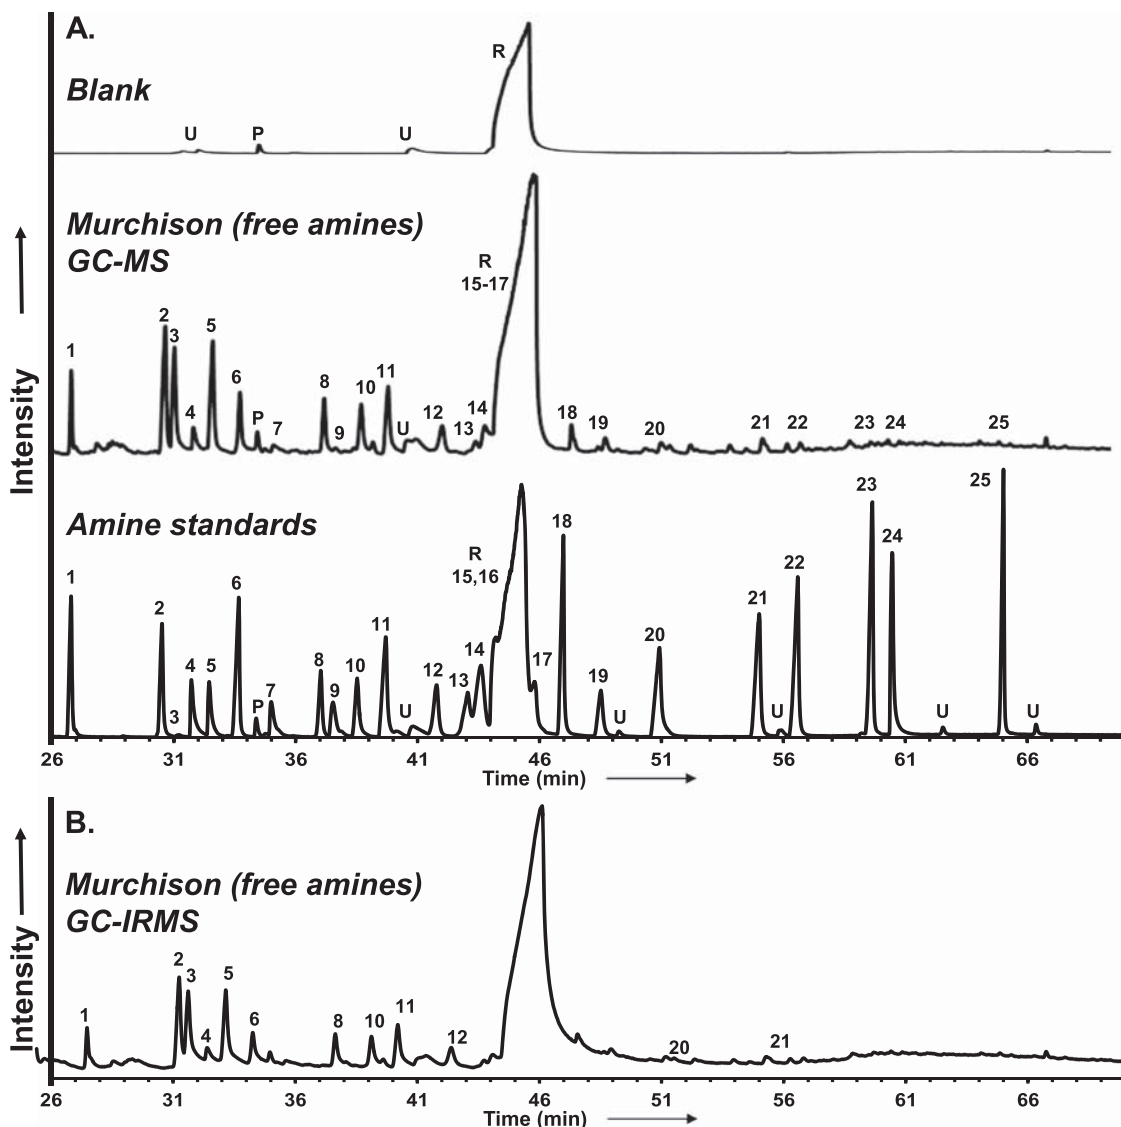 A.
Blank
U
P
U
R
Murchison (free amines)
GC-MS
R
15-17
1
2
3
4
5
6
P
7
8
9
10
11
U
12
13
14
18
19
20
21
22
23
24
25
Intensity
Amine standards
R
15,16
1
2
3
4
5
6
P
7
8
9
10
11
U
12
13
14
17
18
19
U
20
21
U
22
23
24
U
25
U
26 31 36 41 46 51 56 61 66
Time (min)
B.
Murchison (free amines)
GC-IRMS
Intensity
1
2
3
4
5
6
8
10
11
12
20
21
26 31 36 41 46 51 56 61 66
Time (min)